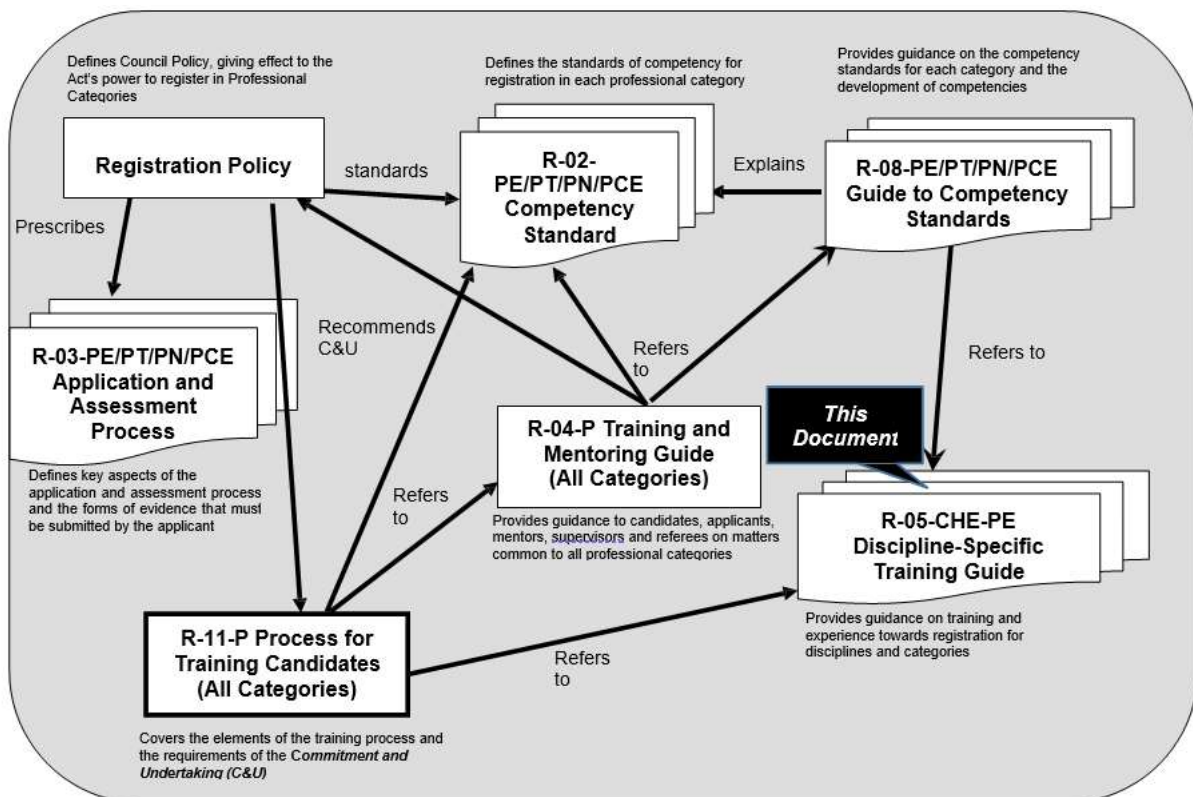 Defines Council Policy, giving effect to
the Act's power to register in Professional
Categories
Defines the standards of competency for
registration in each professional category
Provides guidance on the competency
standards for each category and the
development of competencies
Registration Policy
standards
R-02-
PE/PT/PN/PCE
Competency
Standard
Explains
R-08-PE/PT/PN/PCE
Guide to Competency
Standards
Prescribes
R-03-PE/PT/PN/PCE
Application and
Assessment
Process
Defines key aspects of the
application and assessment process
and the forms of evidence that must
be submitted by the applicant
Recommends
C&U
Refers
to
Refers to
This
Document
R-04-P Training and
Mentoring Guide
(All Categories)
Provides guidance to candidates, applicants,
mentors, supervisors and referees on matters
common to all professional categories
Refers
to
R-05-CHE-PE
Discipline-Specific
Training Guide
Provides guidance on training and
experience towards registration for
disciplines and categories
R-11-P Process for
Training Candidates
(All Categories)
Refers
to
Covers the elements of the training process and
the requirements of the Commitment and
Undertaking (C&U)